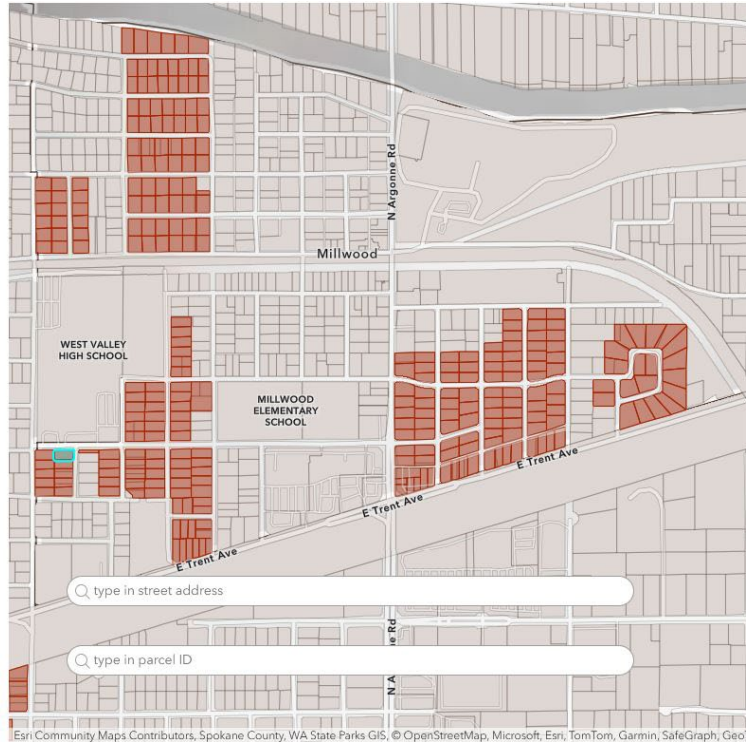 N Argonne Rd
Millwood
WEST VALLEY
HIGH SCHOOL
MILLWOOD
ELEMENTARY
SCHOOL
E Trent Ave
E Trent Ave
E Trent Ave
type in street address
type in parcel ID
Esri Community Maps Contributors, Spokane County, WA State Parks GIS, © OpenStreetMap, Microsoft, Esri, TomTom, Garmin, SafeGraph, Geo